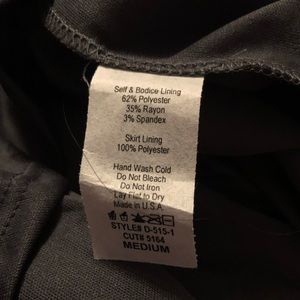 Self & Bodice Lining
62% Polyester
35% Rayon
3% Spandex
Skirt Lining
100% Polyester
Hand Wash Cold
Do Not Bleach
Do Not Iron
Lay Flat to Dry
Made in U.S.A.
STYLE# D-515-1
CUT# 5164
MEDIUM